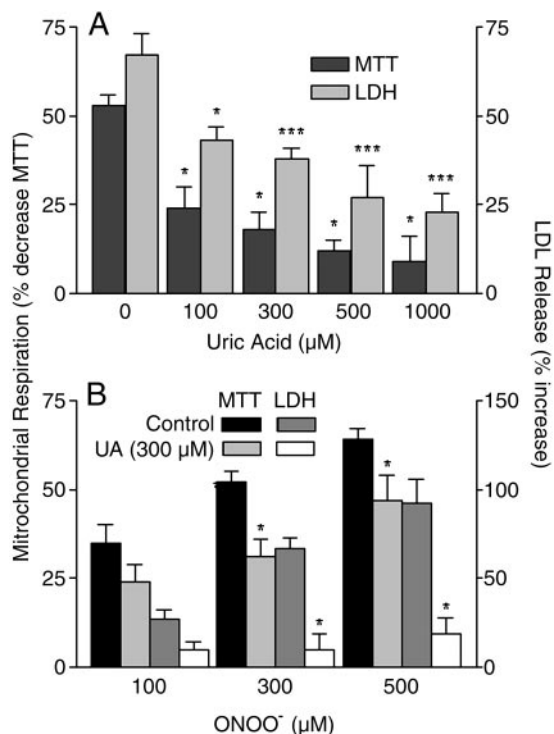 A
MTT
LDH
Mitrochondrial Respiration (% decrease MTT)
LDL Release (% increase)
75
50
25
0
75
50
25
0
* * * *** * *** * ***
0 100 300 500 1000
Uric Acid (µM)
B
MTT LDH
Control
UA (300 µM)
75
50
25
0
150
100
50
0
* * * *
100 300 500
ONOO⁻ (µM)